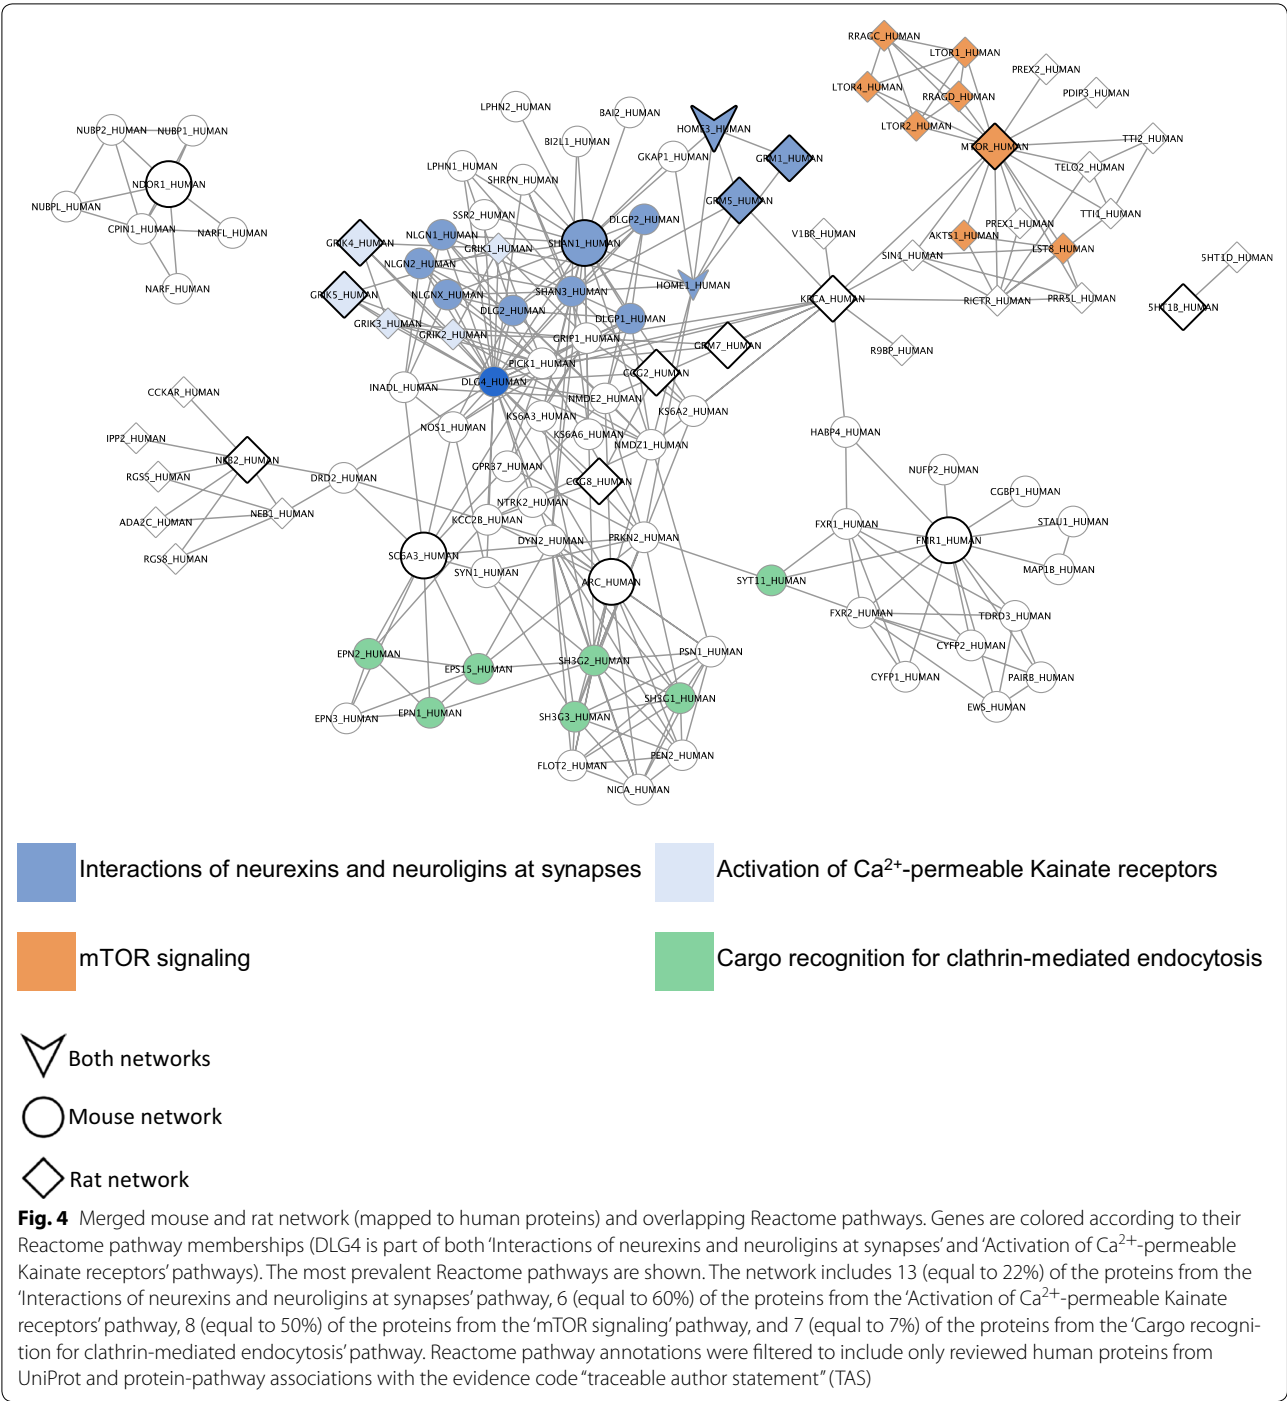 RRAGC_HUMAN
LTOR1_HUMAN
PREX2_HUMAN
LTOR4_HUMAN
RRAGD_HUMAN
PDIP3_HUMAN
LPHN2_HUMAN
BAI2_HUMAN
HOME3_HUMAN
LTOR2_HUMAN
NUBP2_HUMAN
NUBP1_HUMAN
BI2L1_HUMAN
TTI2_HUMAN
MTOR_HUMAN
GKAP1_HUMAN
GRM1_HUMAN
LPHN1_HUMAN
TELO2_HUMAN
SHRPN_HUMAN
NDOR1_HUMAN
GRM5_HUMAN
NUBPL_HUMAN
SSR2_HUMAN
DLGP2_HUMAN
TTI1_HUMAN
CPIN1_HUMAN
NARFL_HUMAN
PREX1_HUMAN
V1BR_HUMAN
AKTS1_HUMAN
NLGN1_HUMAN
GRIK4_HUMAN
SHAN1_HUMAN
GRIK1_HUMAN
LST8_HUMAN
SIN1_HUMAN
5HT1D_HUMAN
NLGN2_HUMAN
HOME1_HUMAN
NARF_HUMAN
GRIK5_HUMAN
NLGNX_HUMAN
SHAN3_HUMAN
KPCA_HUMAN
RICTR_HUMAN
PRR5L_HUMAN
5HT1B_HUMAN
DLG2_HUMAN
DLGP1_HUMAN
GRIK3_HUMAN
GRIK2_HUMAN
GRIP1_HUMAN
GRM7_HUMAN
R9BP_HUMAN
PICK1_HUMAN
CCG2_HUMAN
DLG4_HUMAN
INADL_HUMAN
CCKAR_HUMAN
NMDE2_HUMAN
KS6A2_HUMAN
KS6A3_HUMAN
NOS1_HUMAN
KS6A6_HUMAN
HABP4_HUMAN
IPP2_HUMAN
NMDZ1_HUMAN
NEB2_HUMAN
GPR37_HUMAN
NUFP2_HUMAN
RGS5_HUMAN
DRD2_HUMAN
CCG8_HUMAN
CGBP1_HUMAN
NTRK2_HUMAN
NEB1_HUMAN
ADA2C_HUMAN
KCC2B_HUMAN
FXR1_HUMAN
STAU1_HUMAN
DYN2_HUMAN
PRKN2_HUMAN
FMR1_HUMAN
RGS8_HUMAN
SC6A3_HUMAN
SYN1_HUMAN
ARC_HUMAN
SYT11_HUMAN
MAP1B_HUMAN
FXR2_HUMAN
TDRD3_HUMAN
CYFP2_HUMAN
EPN2_HUMAN
EPS15_HUMAN
SH3G2_HUMAN
PSN1_HUMAN
CYFP1_HUMAN
PAIRB_HUMAN
SH3G1_HUMAN
EWS_HUMAN
EPN3_HUMAN
EPN1_HUMAN
SH3G3_HUMAN
PEN2_HUMAN
FLOT2_HUMAN
NICA_HUMAN
Interactions of neurexins and neuroligins at synapses
Activation of Ca2+-permeable Kainate receptors
mTOR signaling
Cargo recognition for clathrin-mediated endocytosis
Both networks
Mouse network
Rat network
Fig. 4 Merged mouse and rat network (mapped to human proteins) and overlapping Reactome pathways. Genes are colored according to their
Reactome pathway memberships (DLG4 is part of both ‘Interactions of neurexins and neuroligins at synapses’ and ‘Activation of Ca2+-permeable
Kainate receptors’ pathways). The most prevalent Reactome pathways are shown. The network includes 13 (equal to 22%) of the proteins from the
‘Interactions of neurexins and neuroligins at synapses’ pathway, 6 (equal to 60%) of the proteins from the ‘Activation of Ca2+-permeable Kainate
receptors’ pathway, 8 (equal to 50%) of the proteins from the ‘mTOR signaling’ pathway, and 7 (equal to 7%) of the proteins from the ‘Cargo recogni-
tion for clathrin-mediated endocytosis’ pathway. Reactome pathway annotations were filtered to include only reviewed human proteins from
UniProt and protein-pathway associations with the evidence code “traceable author statement” (TAS)